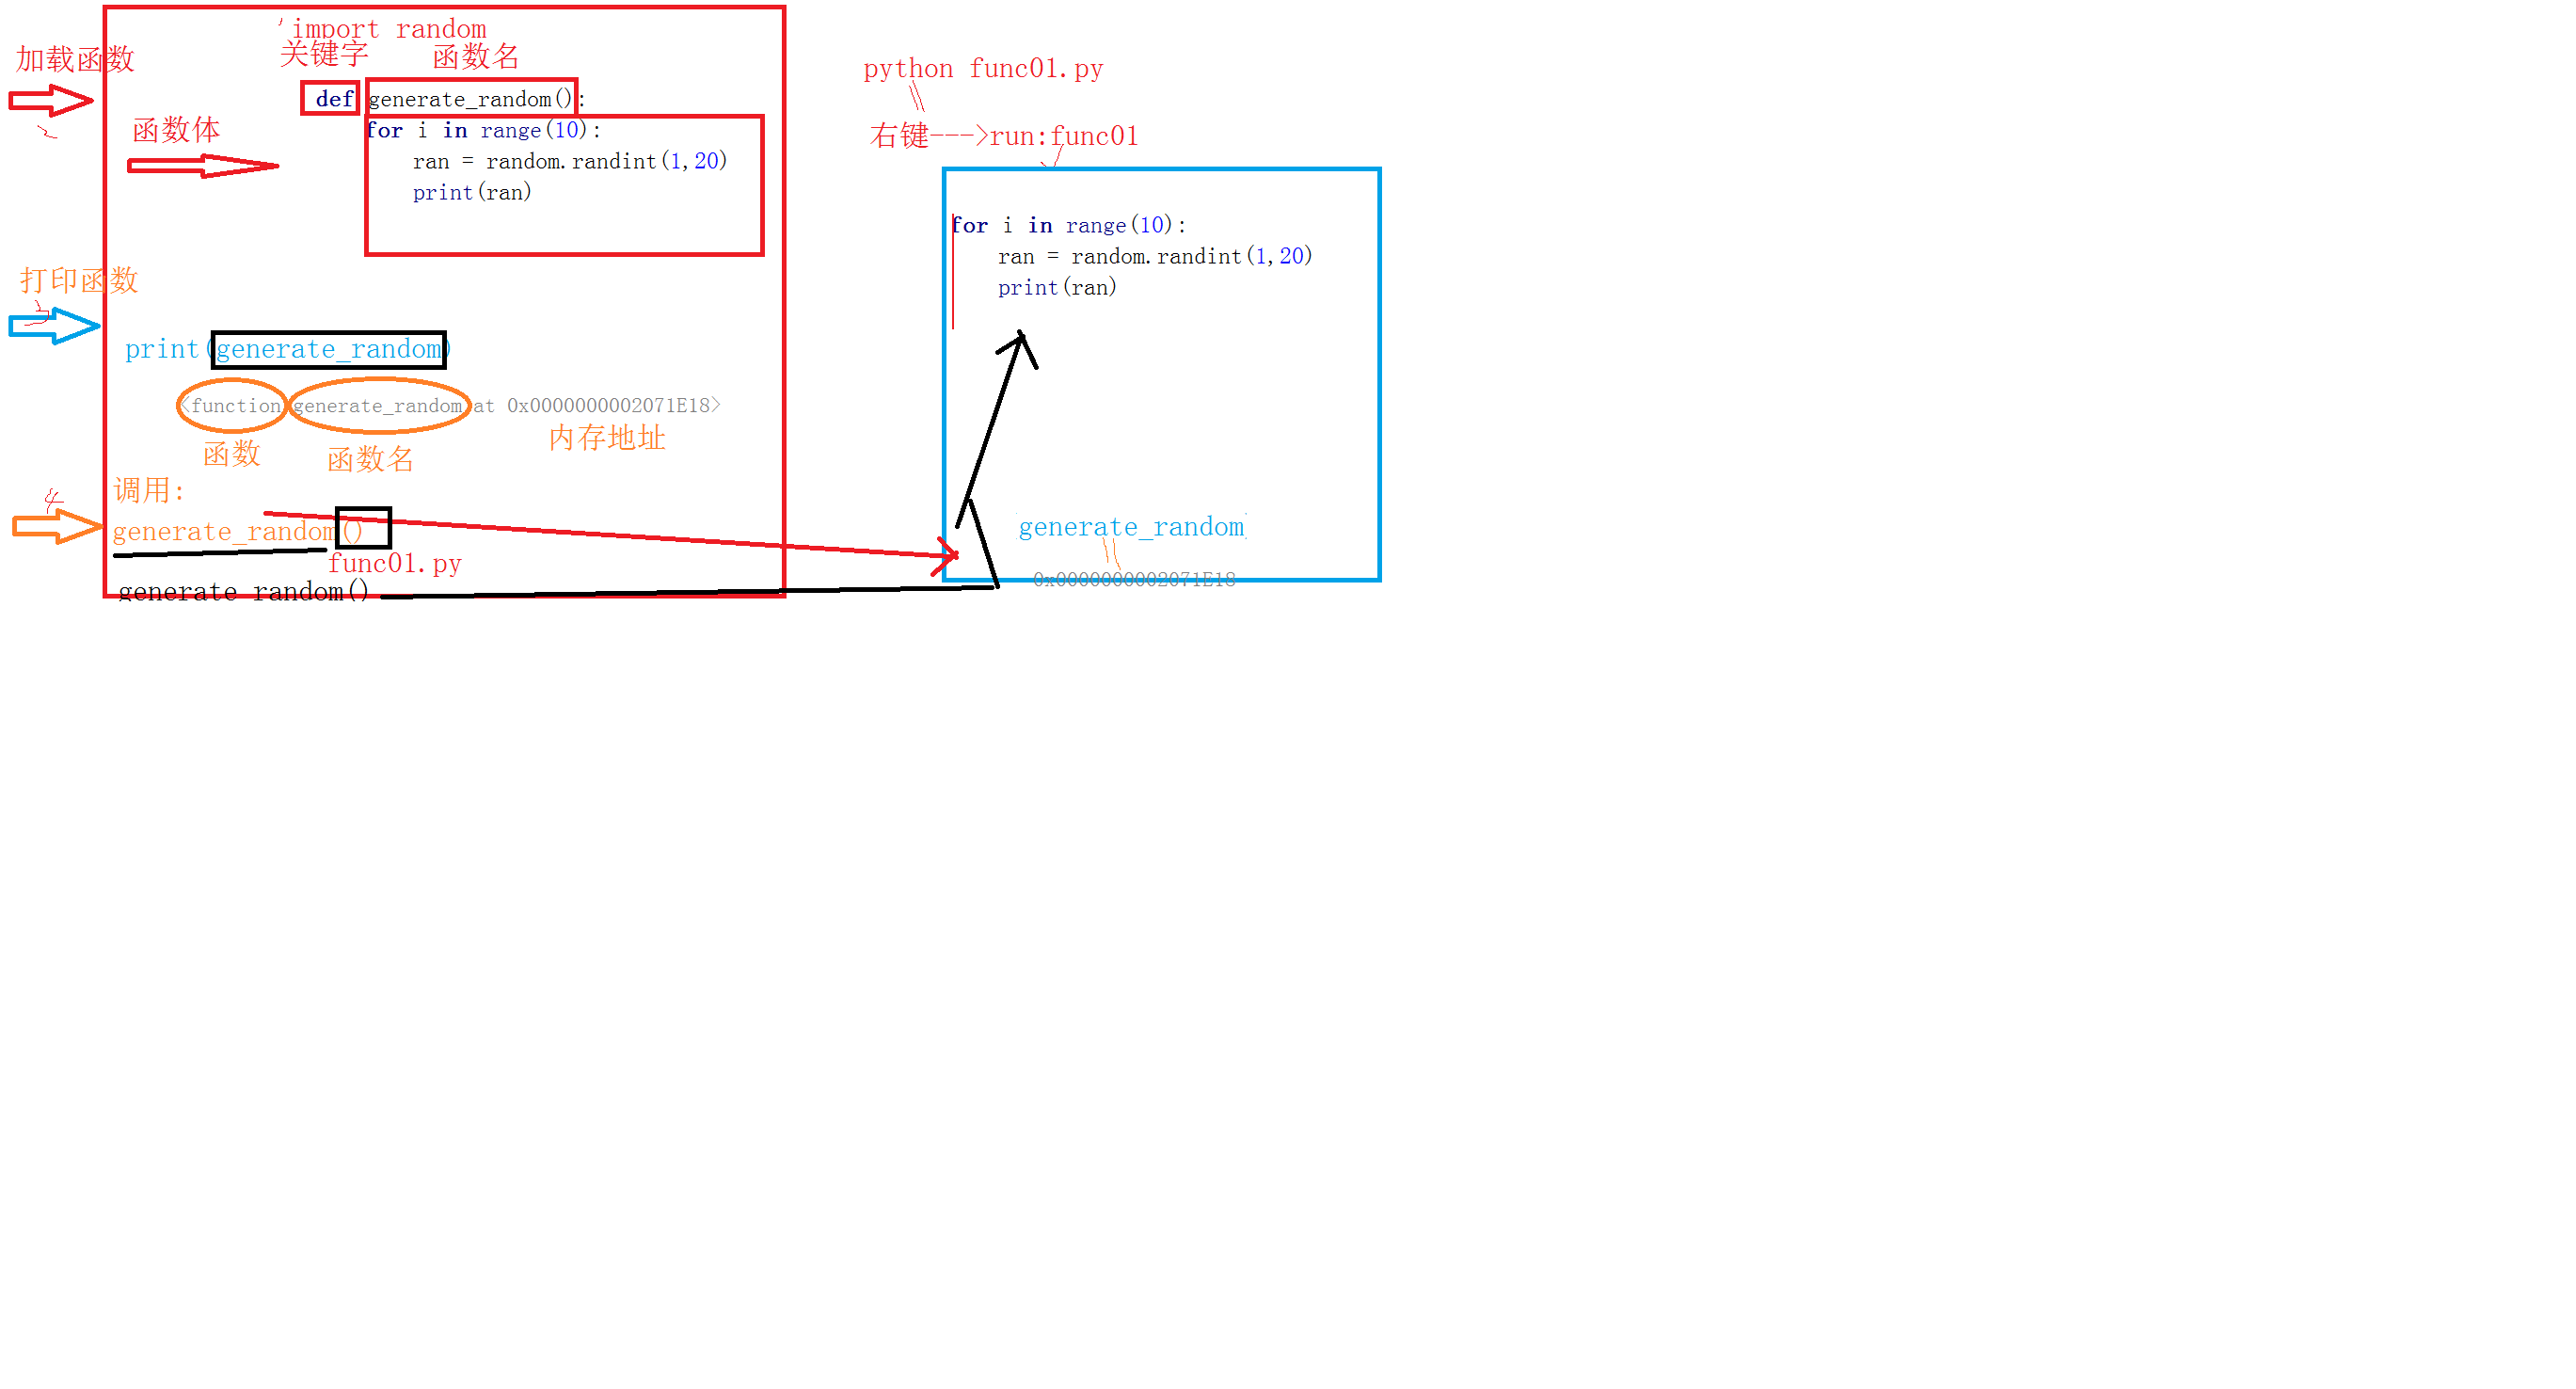 import random
加载函数
关键字 函数名
def generate_random():
函数体
for i in range(10):
ran = random.randint(1,20)
print(ran)
打印函数
print(generate_random)
<function generate_random at 0x0000000002071E18>
函数 函数名 内存地址
4
调用:
generate_random()
func01.py
generate_random()
python func01.py
右键--->run:func01
for i in range(10):
ran = random.randint(1,20)
print(ran)
generate_random
0x0000000002071E18